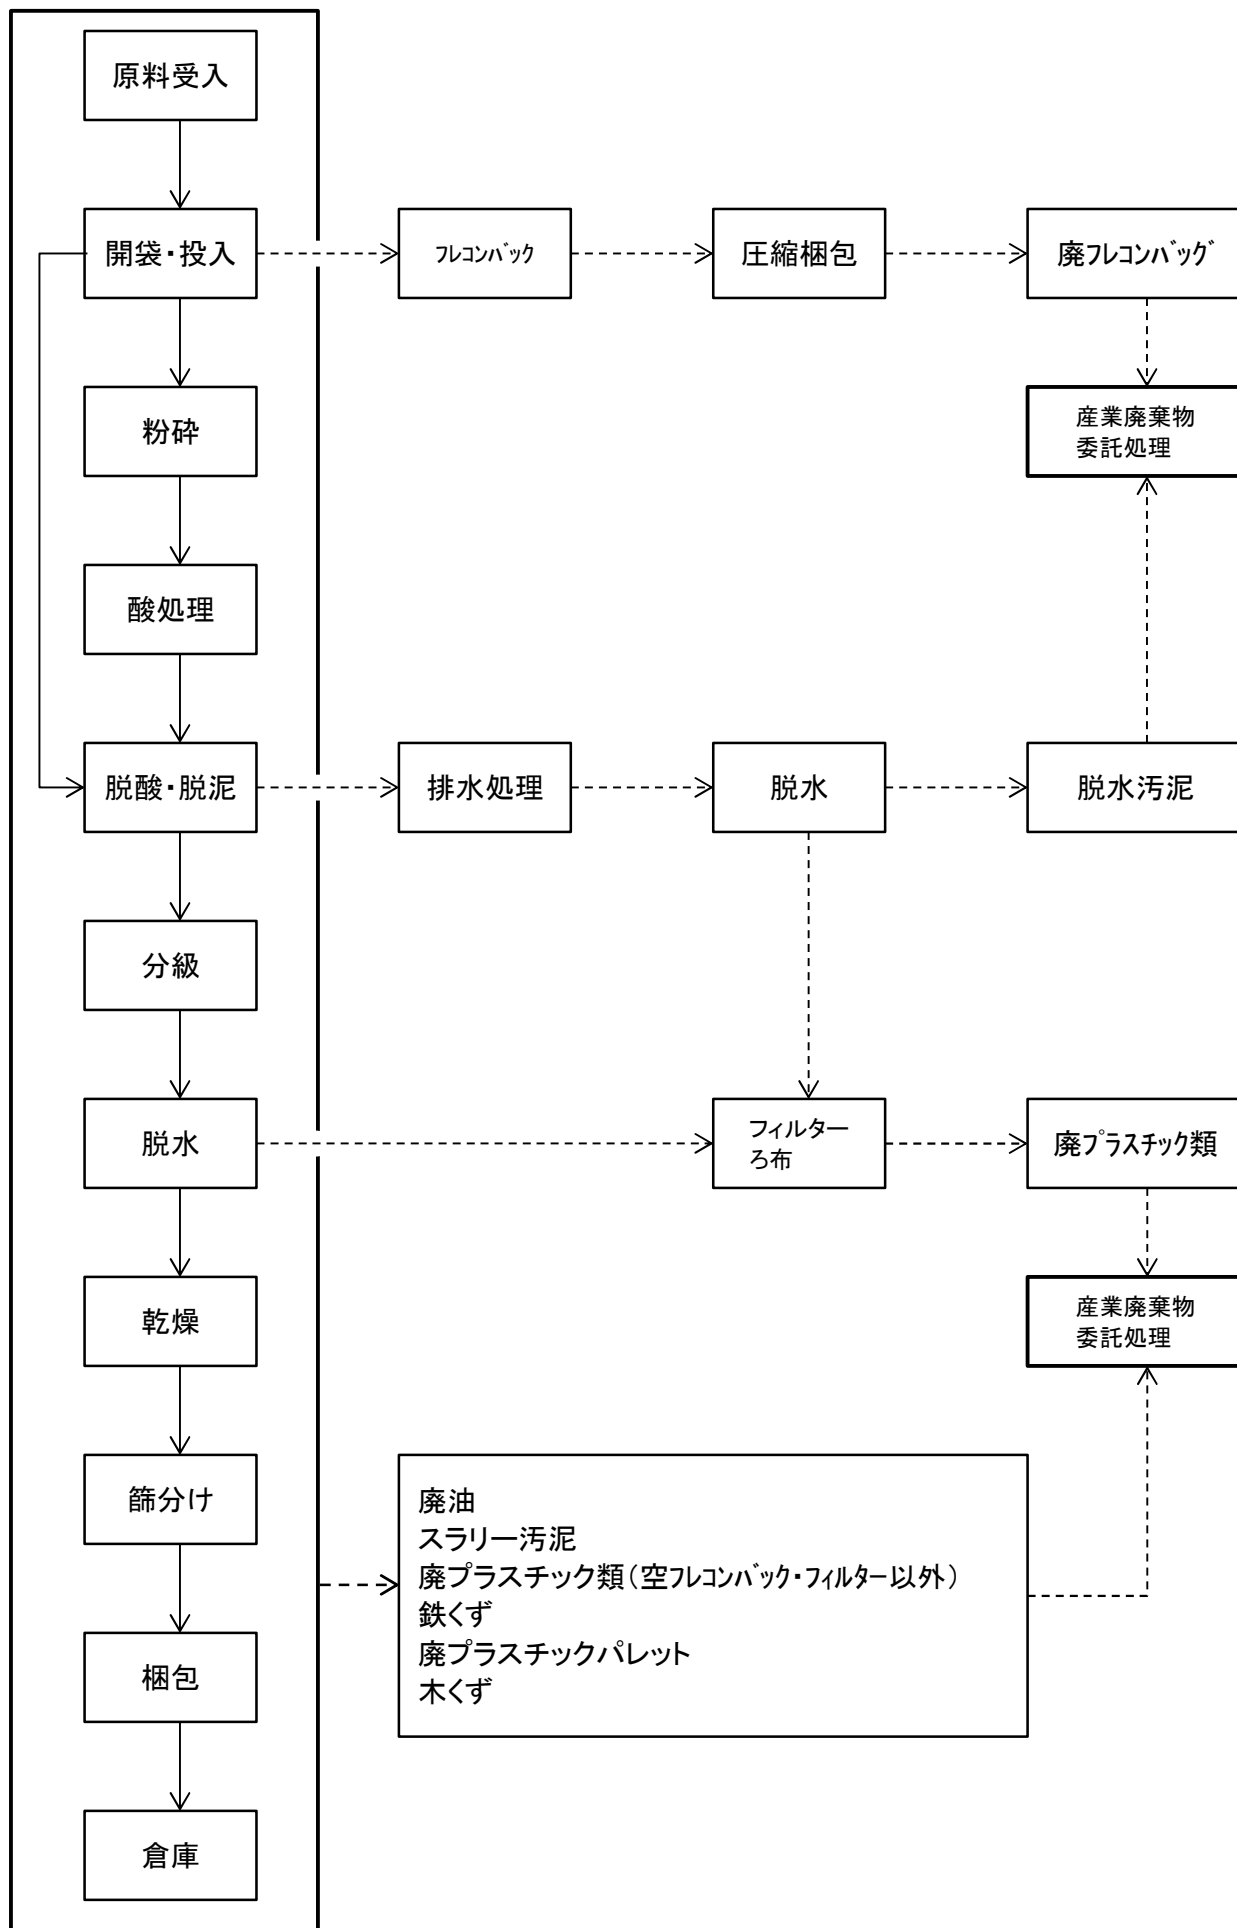 原料受入
開袋・投入
ﾌﾚｺﾝﾊﾞｯｸ
圧縮梱包
廃ﾌﾚｺﾝﾊﾞｯｸﾞ
粉砕
産業廃棄物
委託処理
酸処理
脱酸・脱泥
排水処理
脱水
脱水汚泥
分級
脱水
フィルター
ろ布
廃ﾌﾟﾗｽﾁｯｸ類
乾燥
産業廃棄物
委託処理
篩分け
廃油
スラリー汚泥
廃プラスチック類（空ﾌﾚｺﾝﾊﾞｯｸ・ﾌｨﾙﾀｰ以外）
鉄くず
廃プラスチックパレット
木くず
梱包
倉庫